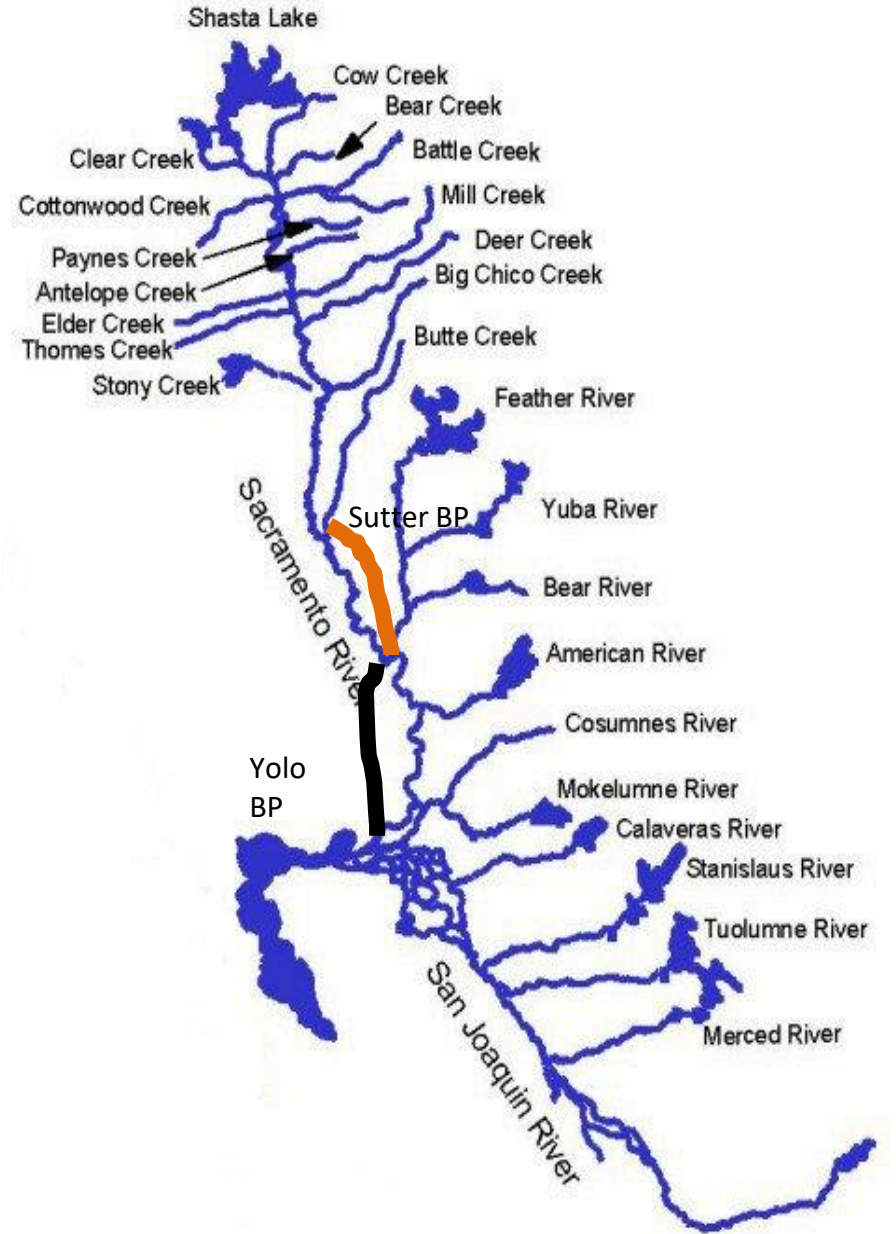 Shasta Lake
Cow Creek
Bear Creek
Clear Creek
Battle Creek
Cottonwood Creek
Mill Creek
Paynes Creek
Deer Creek
Antelope Creek
Big Chico Creek
Elder Creek
Thomes Creek
Butte Creek
Stony Creek
Feather River
Sacramento River
Sutter BP
Yuba River
Bear River
American River
Cosumnes River
Yolo
BP
Mokelumne River
Calaveras River
Stanislaus River
Tuolumne River
San Joaquin River
Merced River